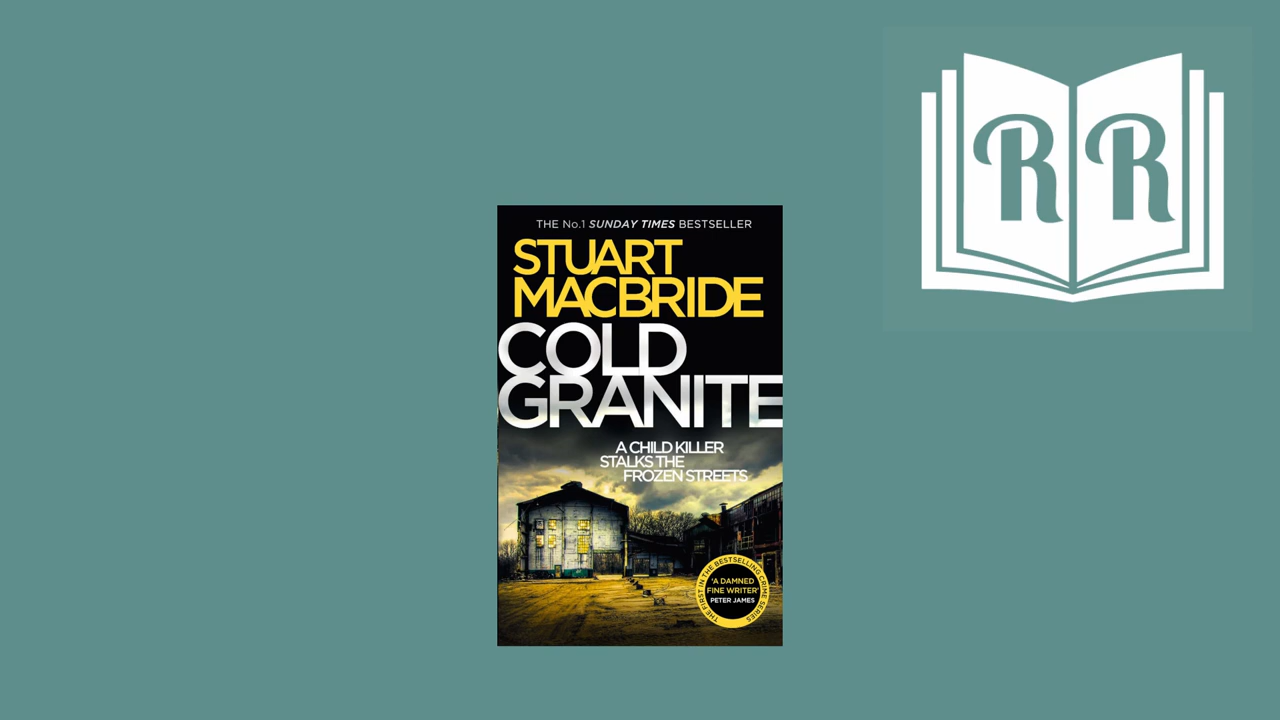 R R
THE No.1 SUNDAY TIMES BESTSELLER
STUART
MACBRIDE
COLD
GRANITE
A CHILD KILLER
STALKS THE
FROZEN STREETS
THE FIRST IN THE BESTSELLING CRIME SERIES
'A DAMNED
FINE WRITER'
PETER JAMES